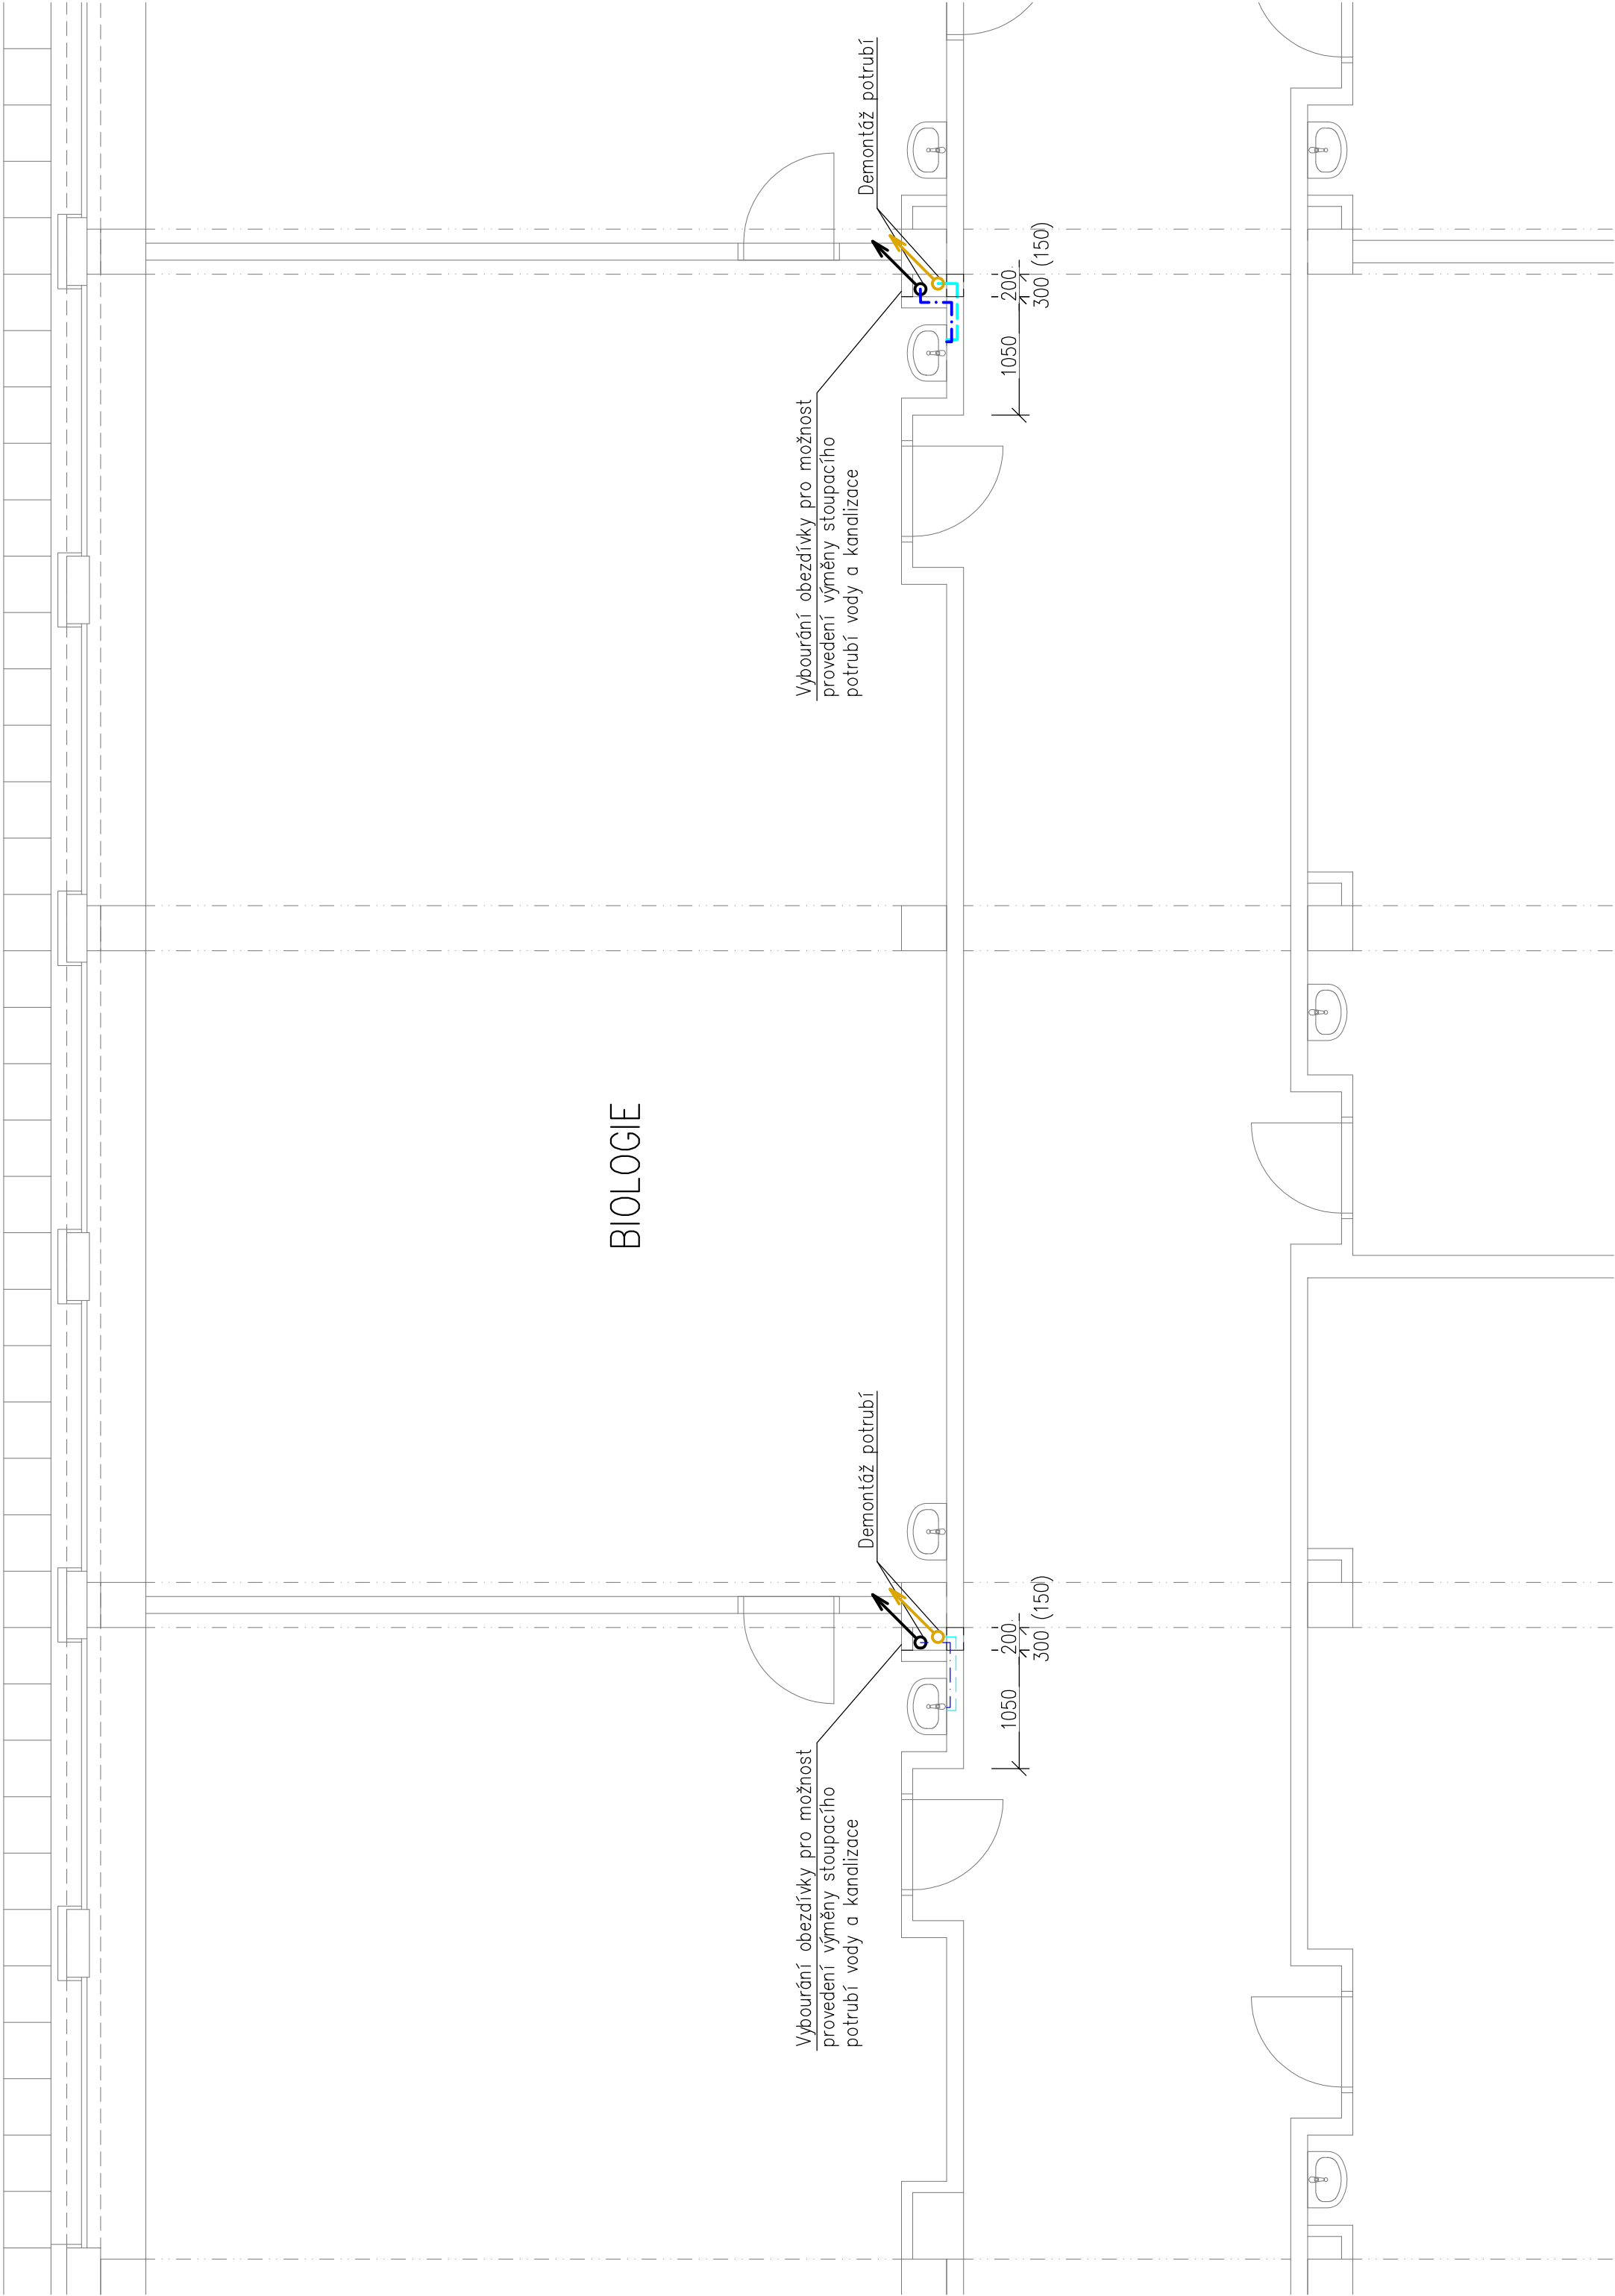 Demontáž potrubí
Vybourání obezdívky pro možnost
provedení výměny stoupacího
potrubí vody a kanalizace
1050
200
300 (150)
BIOLOGIE
Demontáž potrubí
Vybourání obezdívky pro možnost
provedení výměny stoupacího
potrubí vody a kanalizace
1050
200
300 (150)